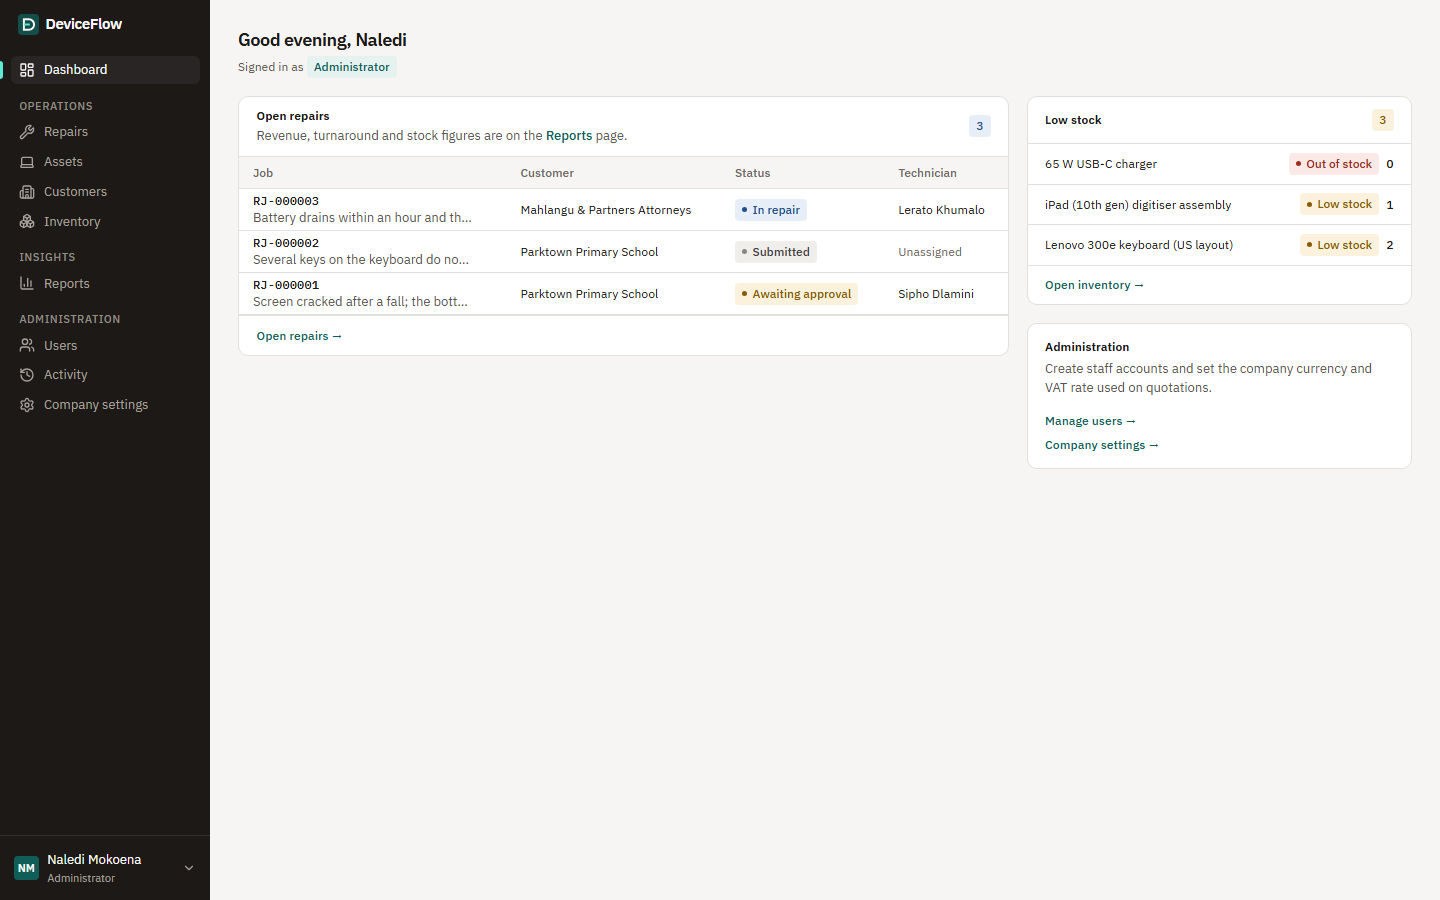 DeviceFlow
Dashboard
OPERATIONS
Repairs
Assets
Customers
Inventory
INSIGHTS
Reports
ADMINISTRATION
Users
Activity
Company settings
NM
Naledi Mokoena
Administrator
Good evening, Naledi
Signed in as Administrator
Open repairs
Revenue, turnaround and stock figures are on the Reports page.
3
Job Customer Status Technician
RJ-000003
Battery drains within an hour and th...
Mahlangu & Partners Attorneys In repair Lerato Khumalo
RJ-000002
Several keys on the keyboard do no...
Parktown Primary School Submitted Unassigned
RJ-000001
Screen cracked after a fall; the bott...
Parktown Primary School Awaiting approval Sipho Dlamini
Open repairs →
Low stock 3
65 W USB-C charger Out of stock 0
iPad (10th gen) digitiser assembly Low stock 1
Lenovo 300e keyboard (US layout) Low stock 2
Open inventory →
Administration
Create staff accounts and set the company currency and
VAT rate used on quotations.
Manage users →
Company settings →